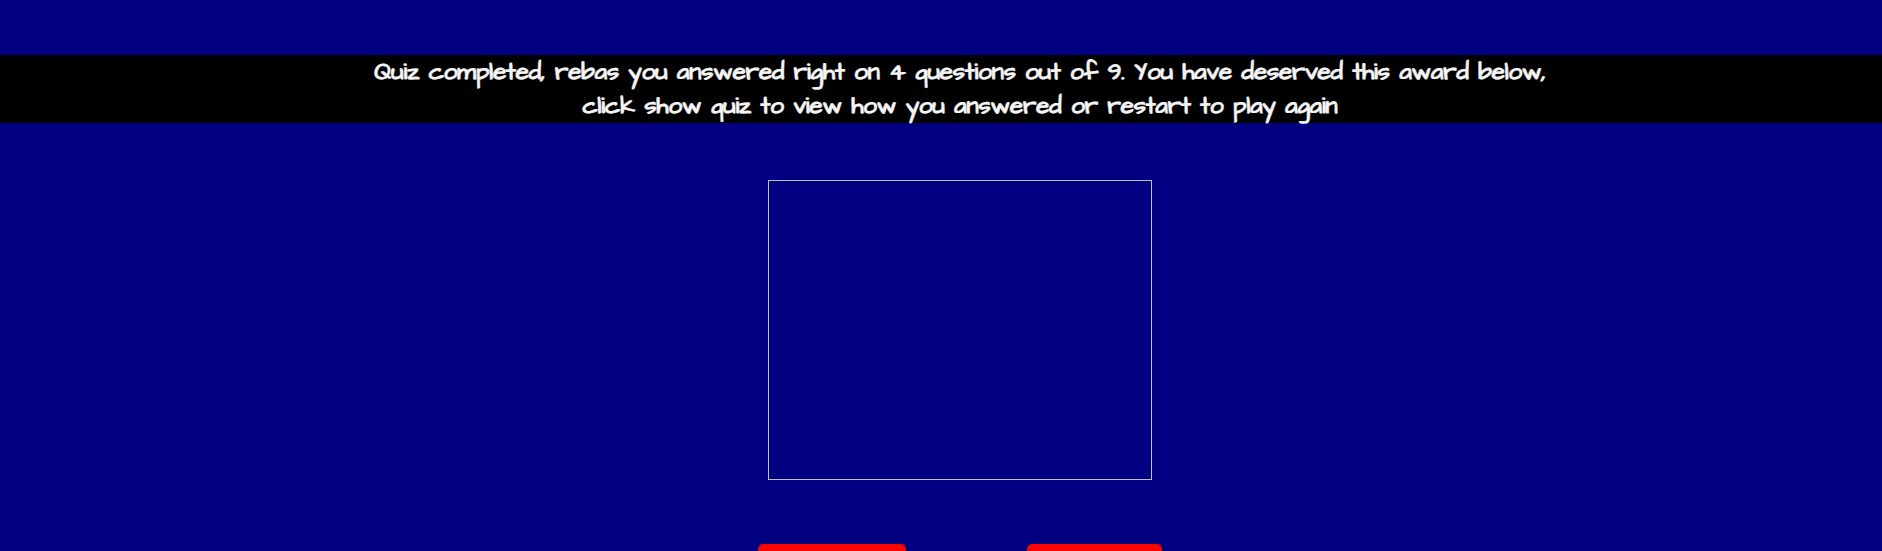 Quiz completed, rebas you answered right on 4 questions out of 9. You have deserved this award below,
click show quiz to view how you answered or restart to play again